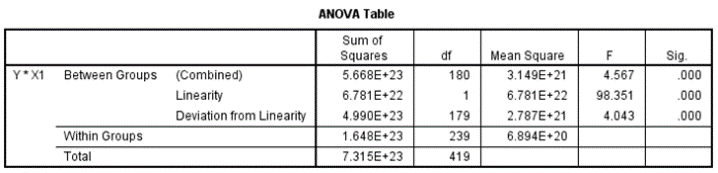 ANOVA Table
Sum of Squares df Mean Square F Sig.
Y * X1 Between Groups (Combined) 5.668E+23 180 3.149E+21 4.567 .000
Linearity 6.781E+22 1 6.781E+22 98.351 .000
Deviation from Linearity 4.990E+23 179 2.787E+21 4.043 .000
Within Groups 1.648E+23 239 6.894E+20
Total 7.315E+23 419